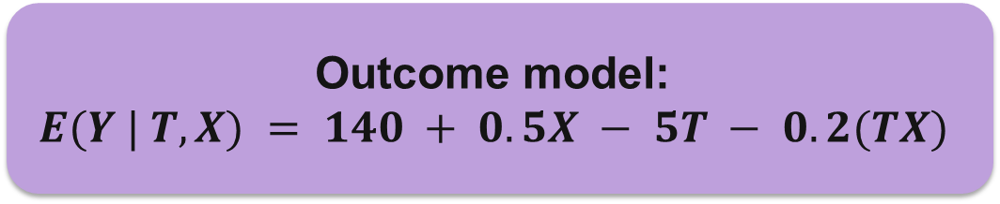 Outcome model:
E(Y | T, X) = 140 + 0.5X − 5T − 0.2(TX)